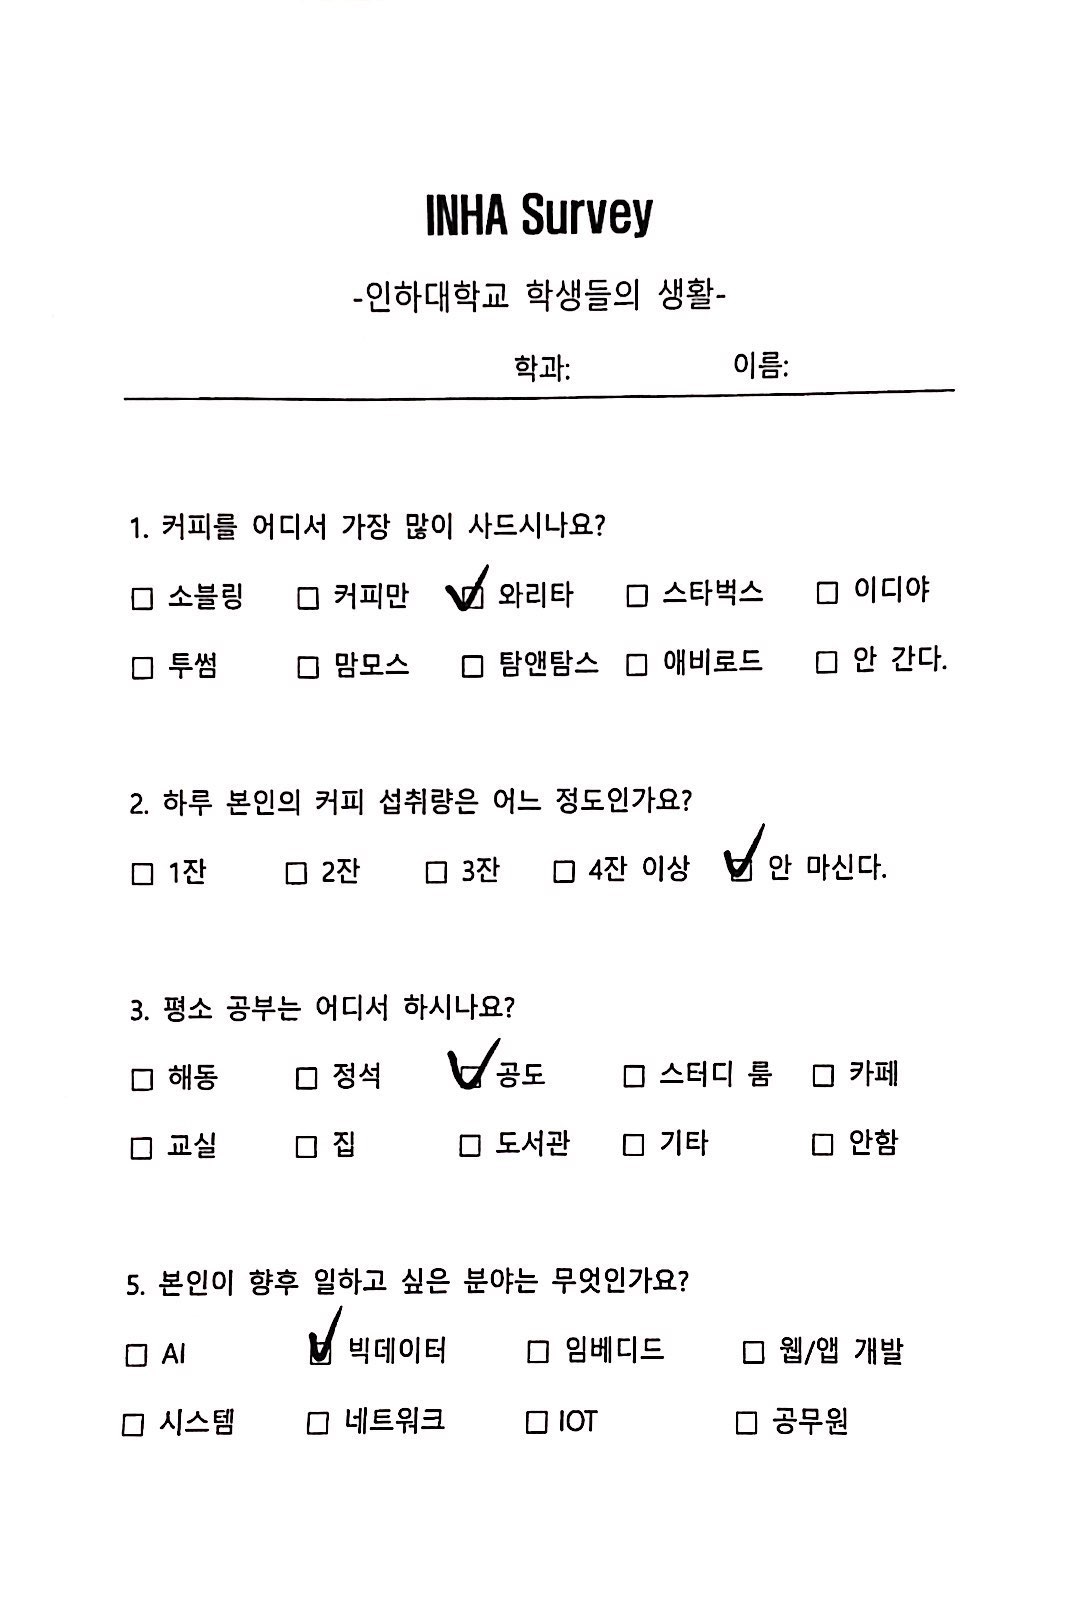 INHA Survey
-인하대학교 학생들의 생활-
학과: 이름:
1. 커피를 어디서 가장 많이 사드시나요?
☐ 소블링 ☐ 커피만 ☑ 와리타 ☐ 스타벅스 ☐ 이디야
☐ 투썸 ☐ 맘모스 ☐ 탐앤탐스 ☐ 애비로드 ☐ 안 간다.
2. 하루 본인의 커피 섭취량은 어느 정도인가요?
☐ 1잔 ☐ 2잔 ☐ 3잔 ☐ 4잔 이상 ☑ 안 마신다.
3. 평소 공부는 어디서 하시나요?
☐ 해동 ☐ 정석 ☑ 공도 ☐ 스터디 룸 ☐ 카페
☐ 교실 ☐ 집 ☐ 도서관 ☐ 기타 ☐ 안함
5. 본인이 향후 일하고 싶은 분야는 무엇인가요?
☐ AI ☑ 빅데이터 ☐ 임베디드 ☐ 웹/앱 개발
☐ 시스템 ☐ 네트워크 ☐ IOT ☐ 공무원